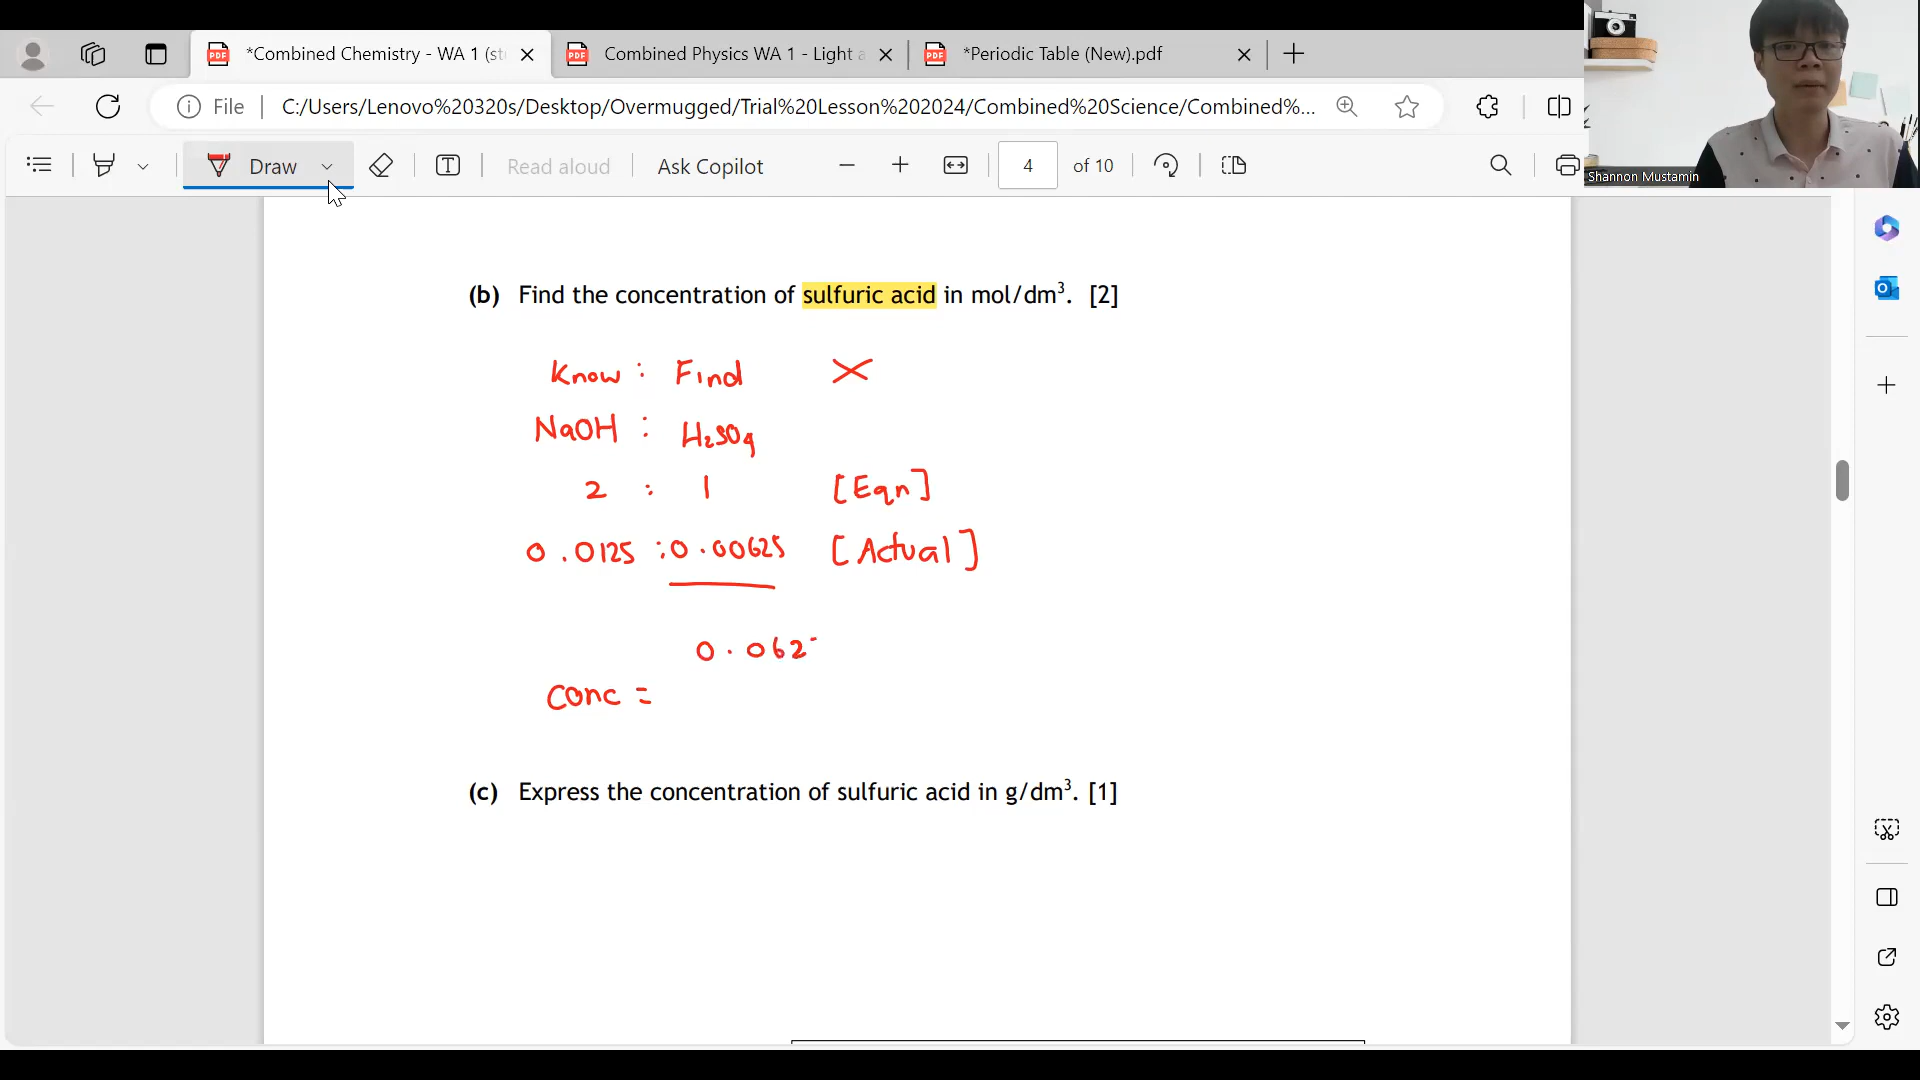 *Combined Chemistry - WA 1 (st
Combined Physics WA 1 - Light a
*Periodic Table (New).pdf
File
C:/Users/Lenovo%20320s/Desktop/Overmugged/Trial%20Lesson%202024/Combined%20Science/Combined%...
Draw
Read aloud
Ask Copilot
4 of 10
Shannon Mustamin
(b) Find the concentration of sulfuric acid in mol/dm³. [2]
Know : Find
NaOH : H₂SO₄
2 : 1 [Eqn]
0.0125 : 0.00625 [Actual]
0.062
Conc =
(c) Express the concentration of sulfuric acid in g/dm³. [1]